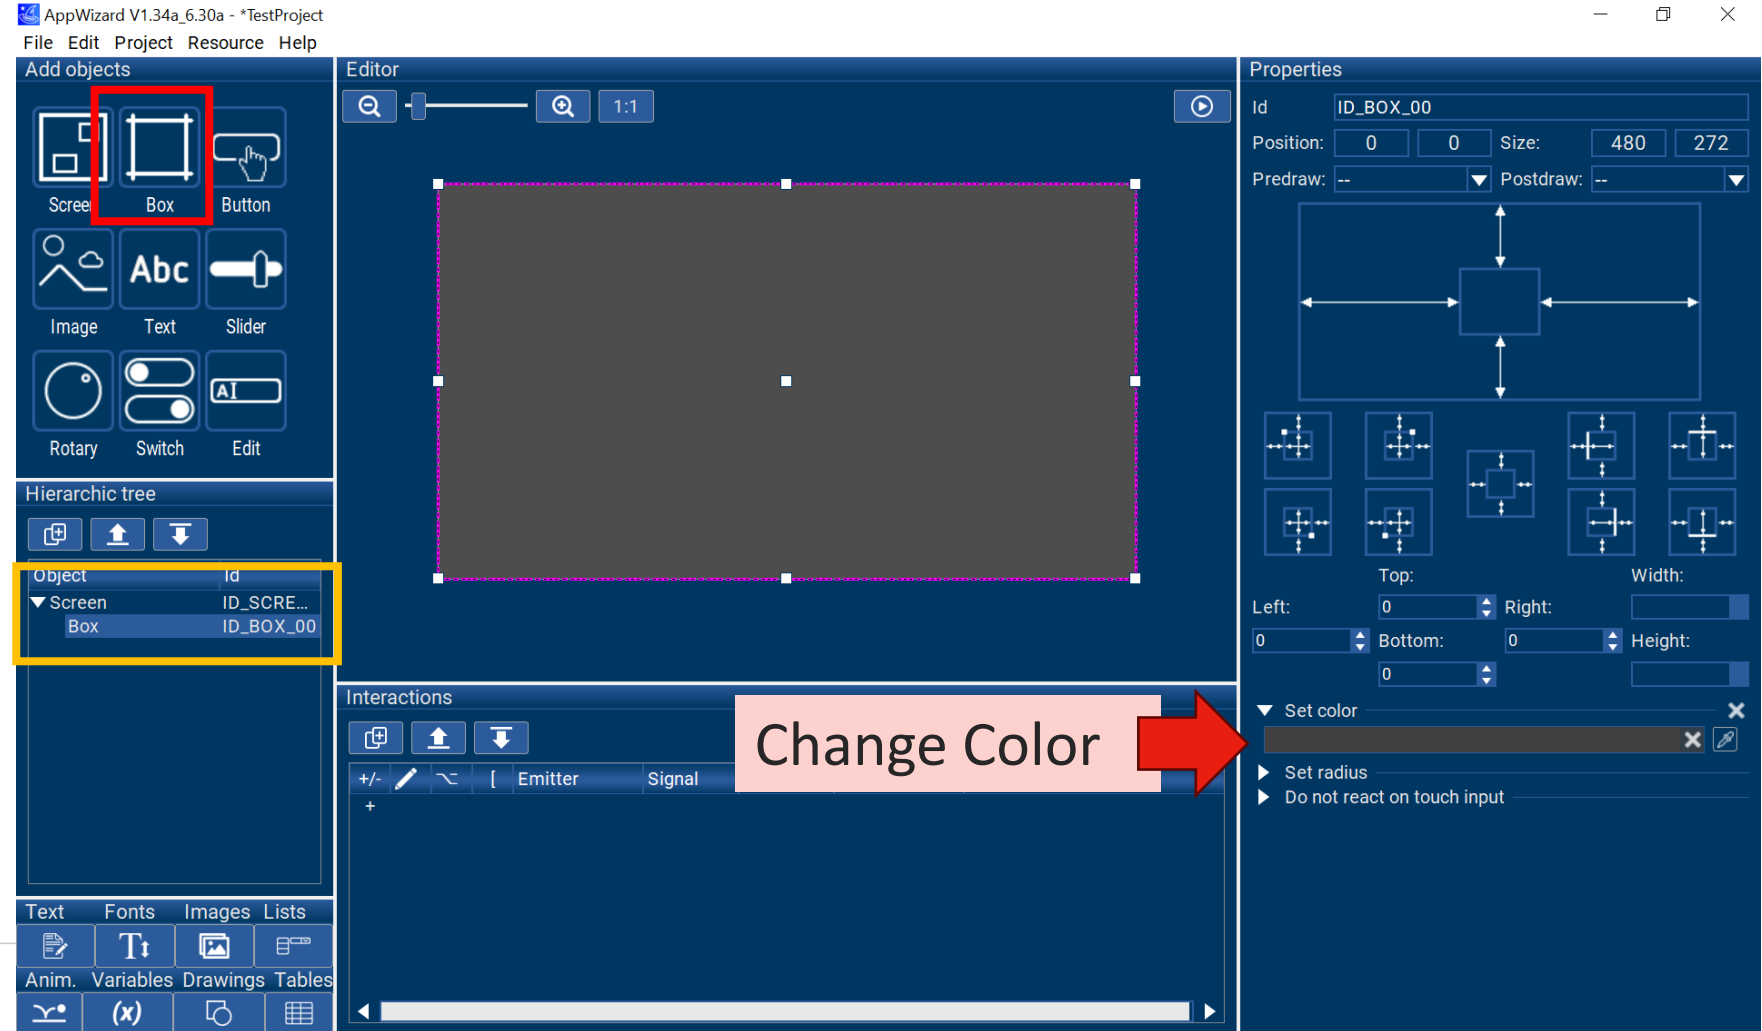 AppWizard V1.34a_6.30a - *TestProject
File Edit Project Resource Help
Add objects
Screen Box Button
Abc
Image Text Slider
AI
Rotary Switch Edit
Hierarchic tree
Object Id
Screen ID_SCRE...
Box ID_BOX_00
Text Fonts Images Lists
Anim. Variables Drawings Tables
(x)
Editor
1:1
Interactions
+/- [ Emitter Signal
+
Change Color
Properties
Id ID_BOX_00
Position: 0 0 Size: 480 272
Predraw: -- Postdraw: --
Top: Width:
Left: 0 Right:
0 Bottom: 0 Height:
0
Set color
Set radius
Do not react on touch input